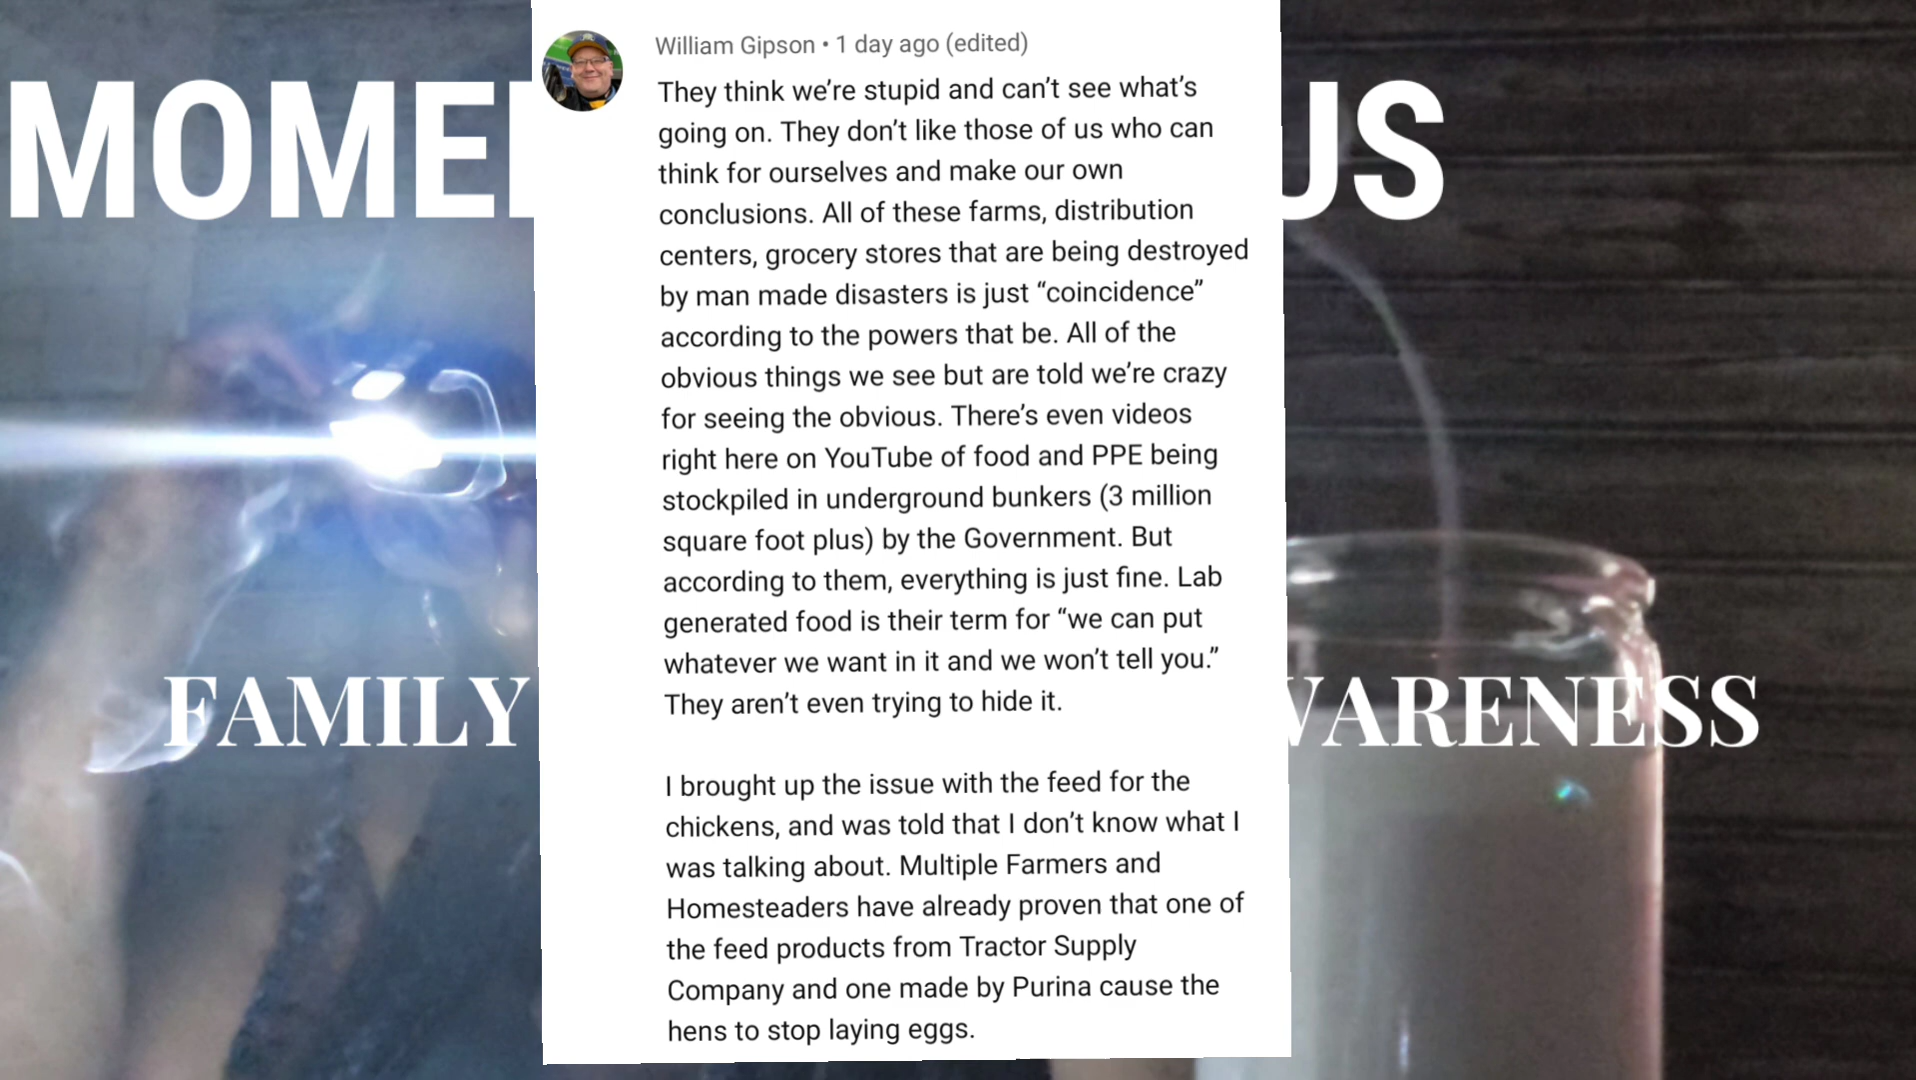 MOME
US
FAMILY
WARENESS
William Gipson • 1 day ago (edited)
They think we’re stupid and can’t see what’s
going on. They don’t like those of us who can
think for ourselves and make our own
conclusions. All of these farms, distribution
centers, grocery stores that are being destroyed
by man made disasters is just “coincidence”
according to the powers that be. All of the
obvious things we see but are told we’re crazy
for seeing the obvious. There’s even videos
right here on YouTube of food and PPE being
stockpiled in underground bunkers (3 million
square foot plus) by the Government. But
according to them, everything is just fine. Lab
generated food is their term for “we can put
whatever we want in it and we won’t tell you.”
They aren’t even trying to hide it.
I brought up the issue with the feed for the
chickens, and was told that I don’t know what I
was talking about. Multiple Farmers and
Homesteaders have already proven that one of
the feed products from Tractor Supply
Company and one made by Purina cause the
hens to stop laying eggs.